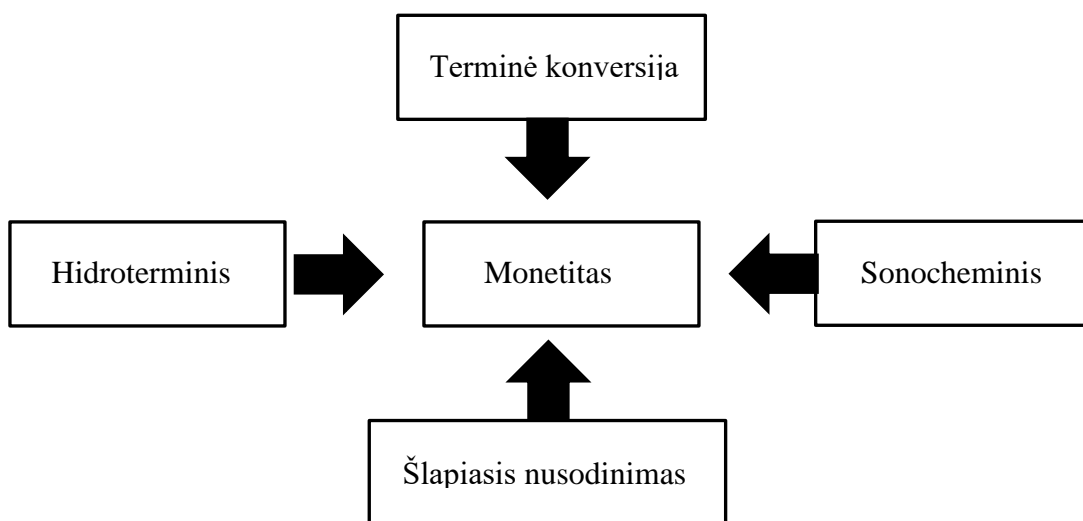 Terminė konversija
Hidroterminis
Monetitas
Sonocheminis
Šlapiasis nusodinimas